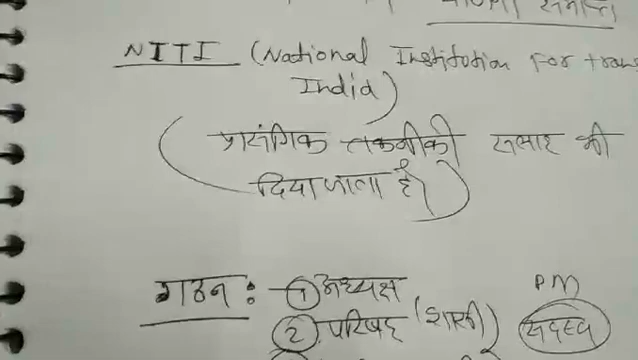 NITI (National Institution For trans
India)
(प्रासंगिक तकनीकी सलाह भी
दिया जाता है)
गठन : ① अध्यक्ष PM
② परिषद (शासी) सदस्य